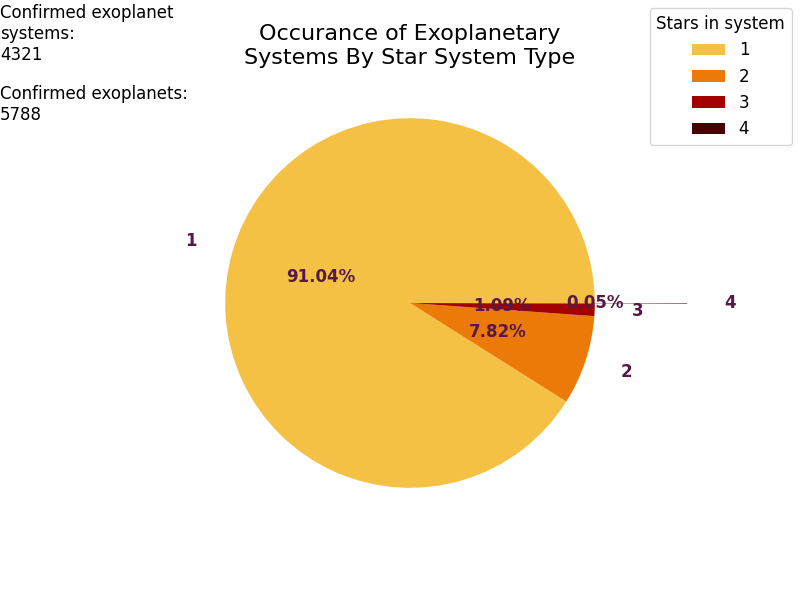 Confirmed exoplanet
systems:
4321
Confirmed exoplanets:
5788
Occurance of Exoplanetary
Systems By Star System Type
Stars in system
1
2
3
4
1
91.04%
1.09%
0.05%
4
3
7.82%
2